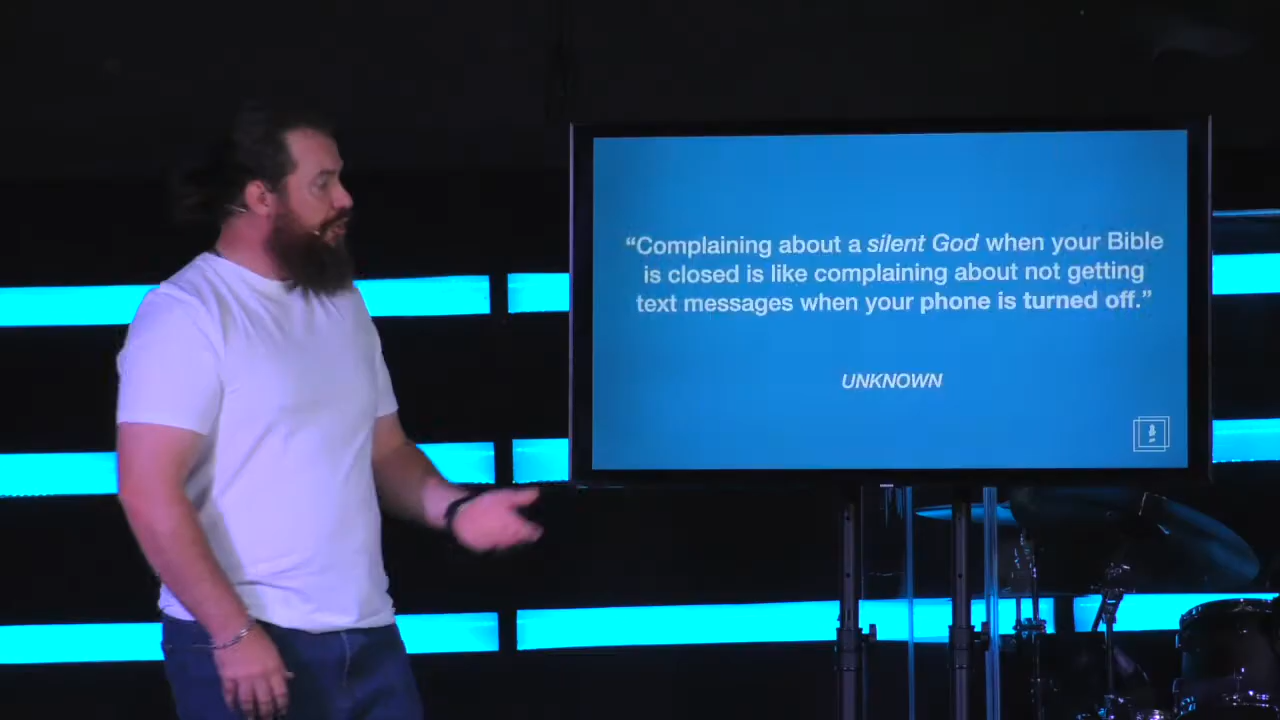 “Complaining about a silent God when your Bible
is closed is like complaining about not getting
text messages when your phone is turned off.”
UNKNOWN